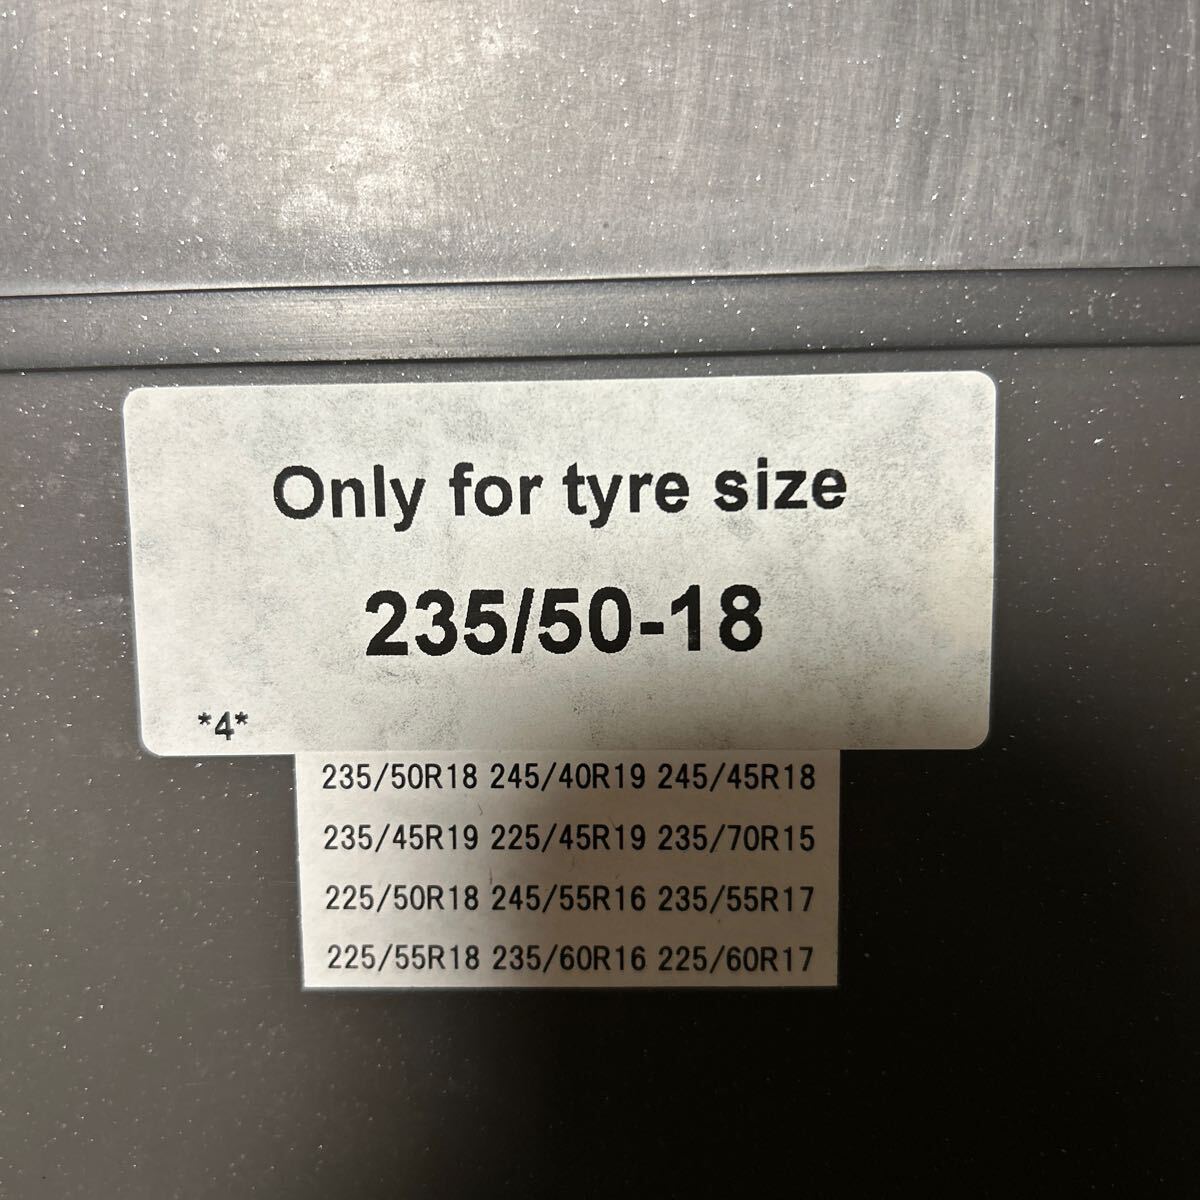 Only for tyre size
235/50-18
*4*
235/50R18 245/40R19 245/45R18
235/45R19 225/45R19 235/70R15
225/50R18 245/55R16 235/55R17
225/55R18 235/60R16 225/60R17